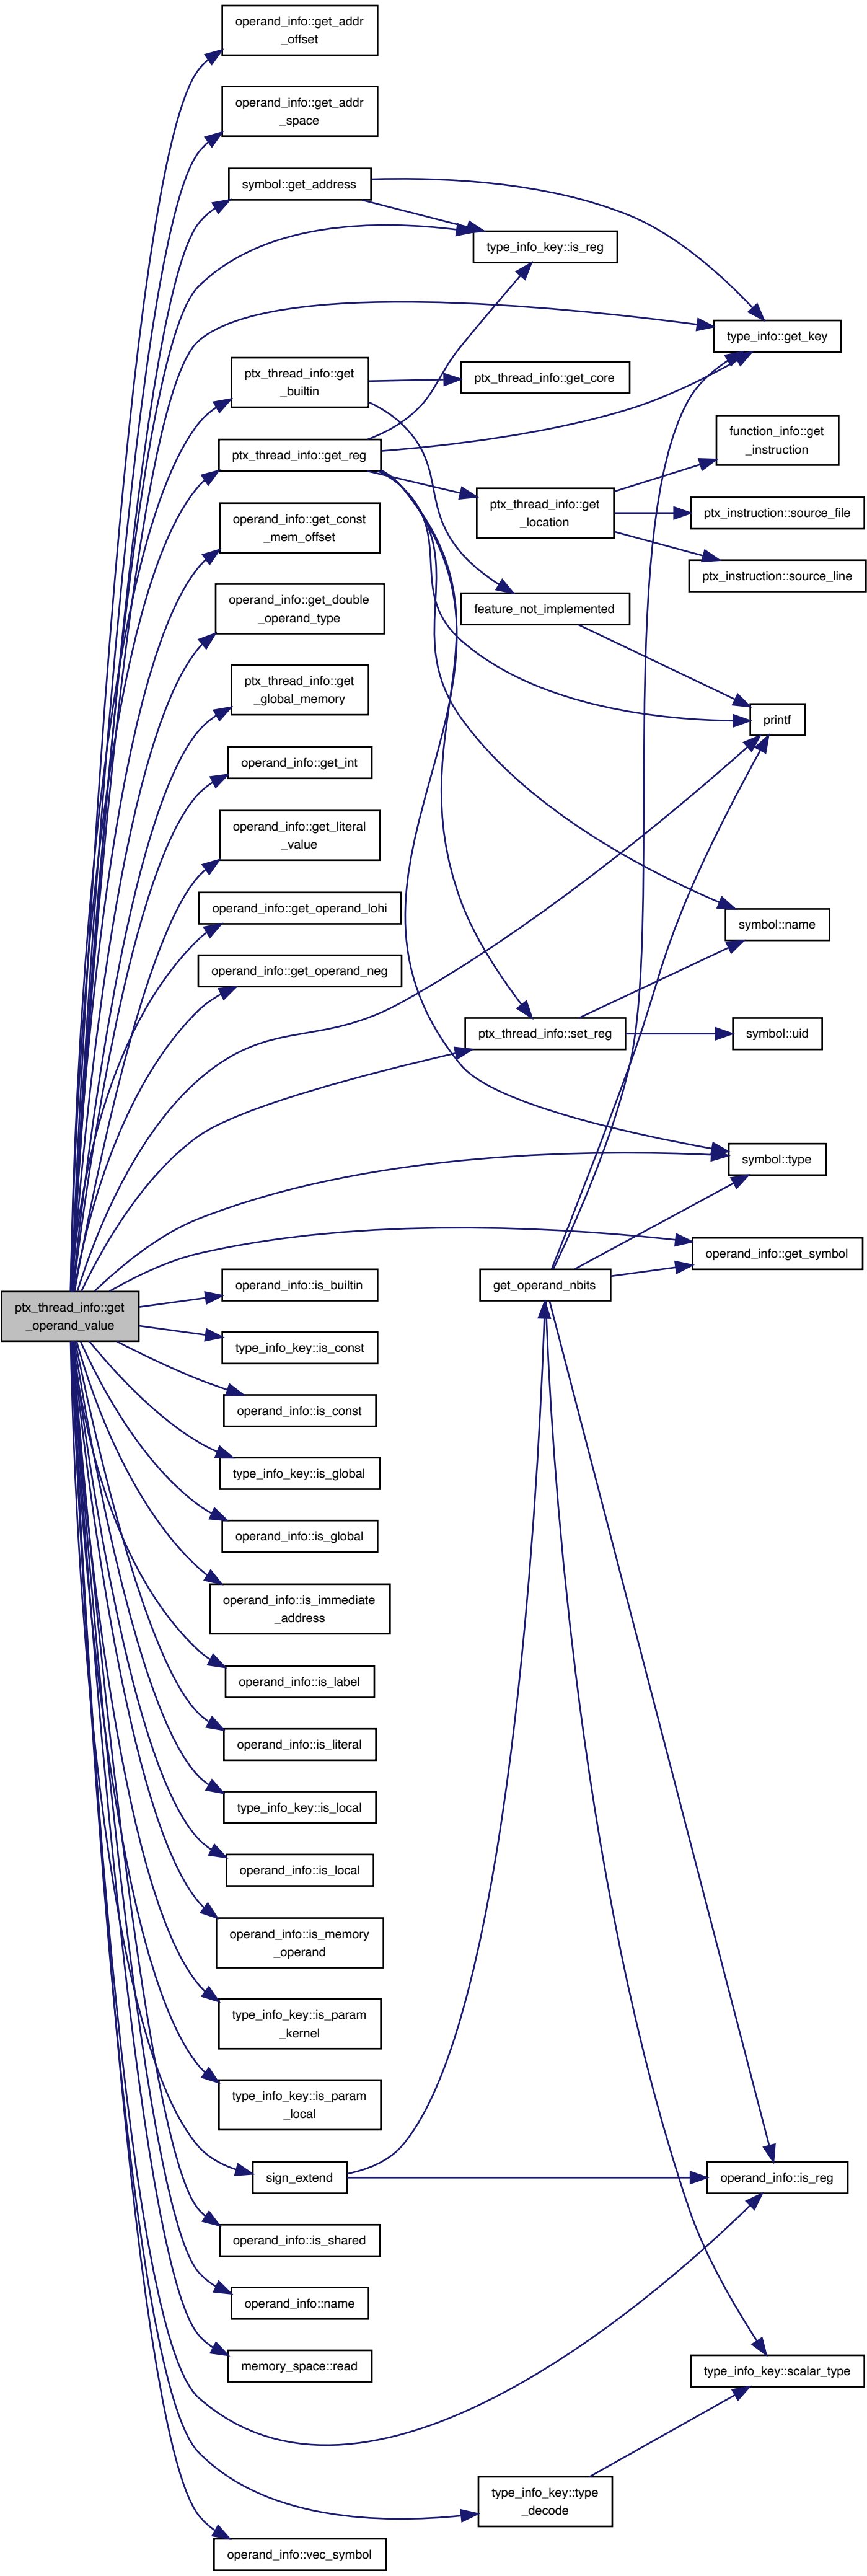 operand_info::get_addr
_offset
operand_info::get_addr
_space
symbol::get_address
type_info_key::is_reg
type_info::get_key
ptx_thread_info::get
_builtin
ptx_thread_info::get_core
function_info::get
_instruction
ptx_thread_info::get_reg
ptx_thread_info::get
_location
ptx_instruction::source_file
operand_info::get_const
_mem_offset
ptx_instruction::source_line
operand_info::get_double
_operand_type
feature_not_implemented
ptx_thread_info::get
_global_memory
printf
operand_info::get_int
operand_info::get_literal
_value
operand_info::get_operand_lohi
symbol::name
operand_info::get_operand_neg
ptx_thread_info::set_reg
symbol::uid
symbol::type
operand_info::get_symbol
get_operand_nbits
operand_info::is_builtin
ptx_thread_info::get
_operand_value
type_info_key::is_const
operand_info::is_const
type_info_key::is_global
operand_info::is_global
operand_info::is_immediate
_address
operand_info::is_label
operand_info::is_literal
type_info_key::is_local
operand_info::is_local
operand_info::is_memory
_operand
type_info_key::is_param
_kernel
type_info_key::is_param
_local
sign_extend
operand_info::is_reg
operand_info::is_shared
operand_info::name
memory_space::read
type_info_key::scalar_type
type_info_key::type
_decode
operand_info::vec_symbol